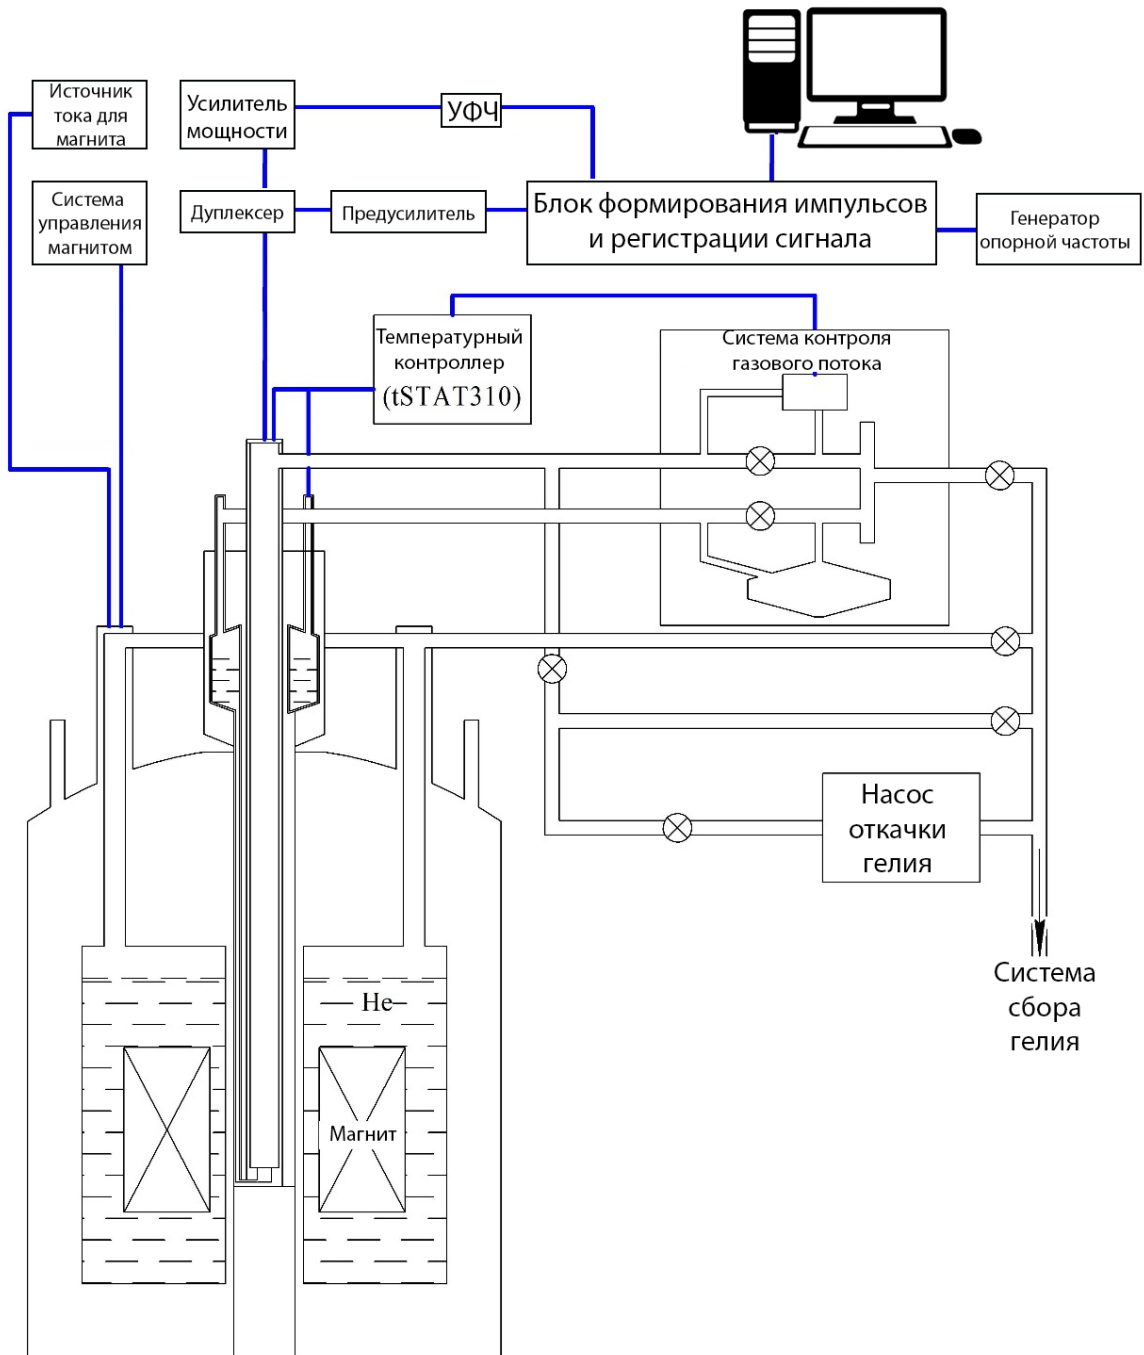 Источник
тока для
магнита
Усилитель
мощности
УФЧ
Система
управления
магнитом
Дуплексер
Предусилитель
Блок формирования импульсов
и регистрации сигнала
Генератор
опорной частоты
Температурный
контроллер
(tSTAT310)
Система контроля
газового потока
Насос
откачки
гелия
Система
сбора
гелия
He
Магнит